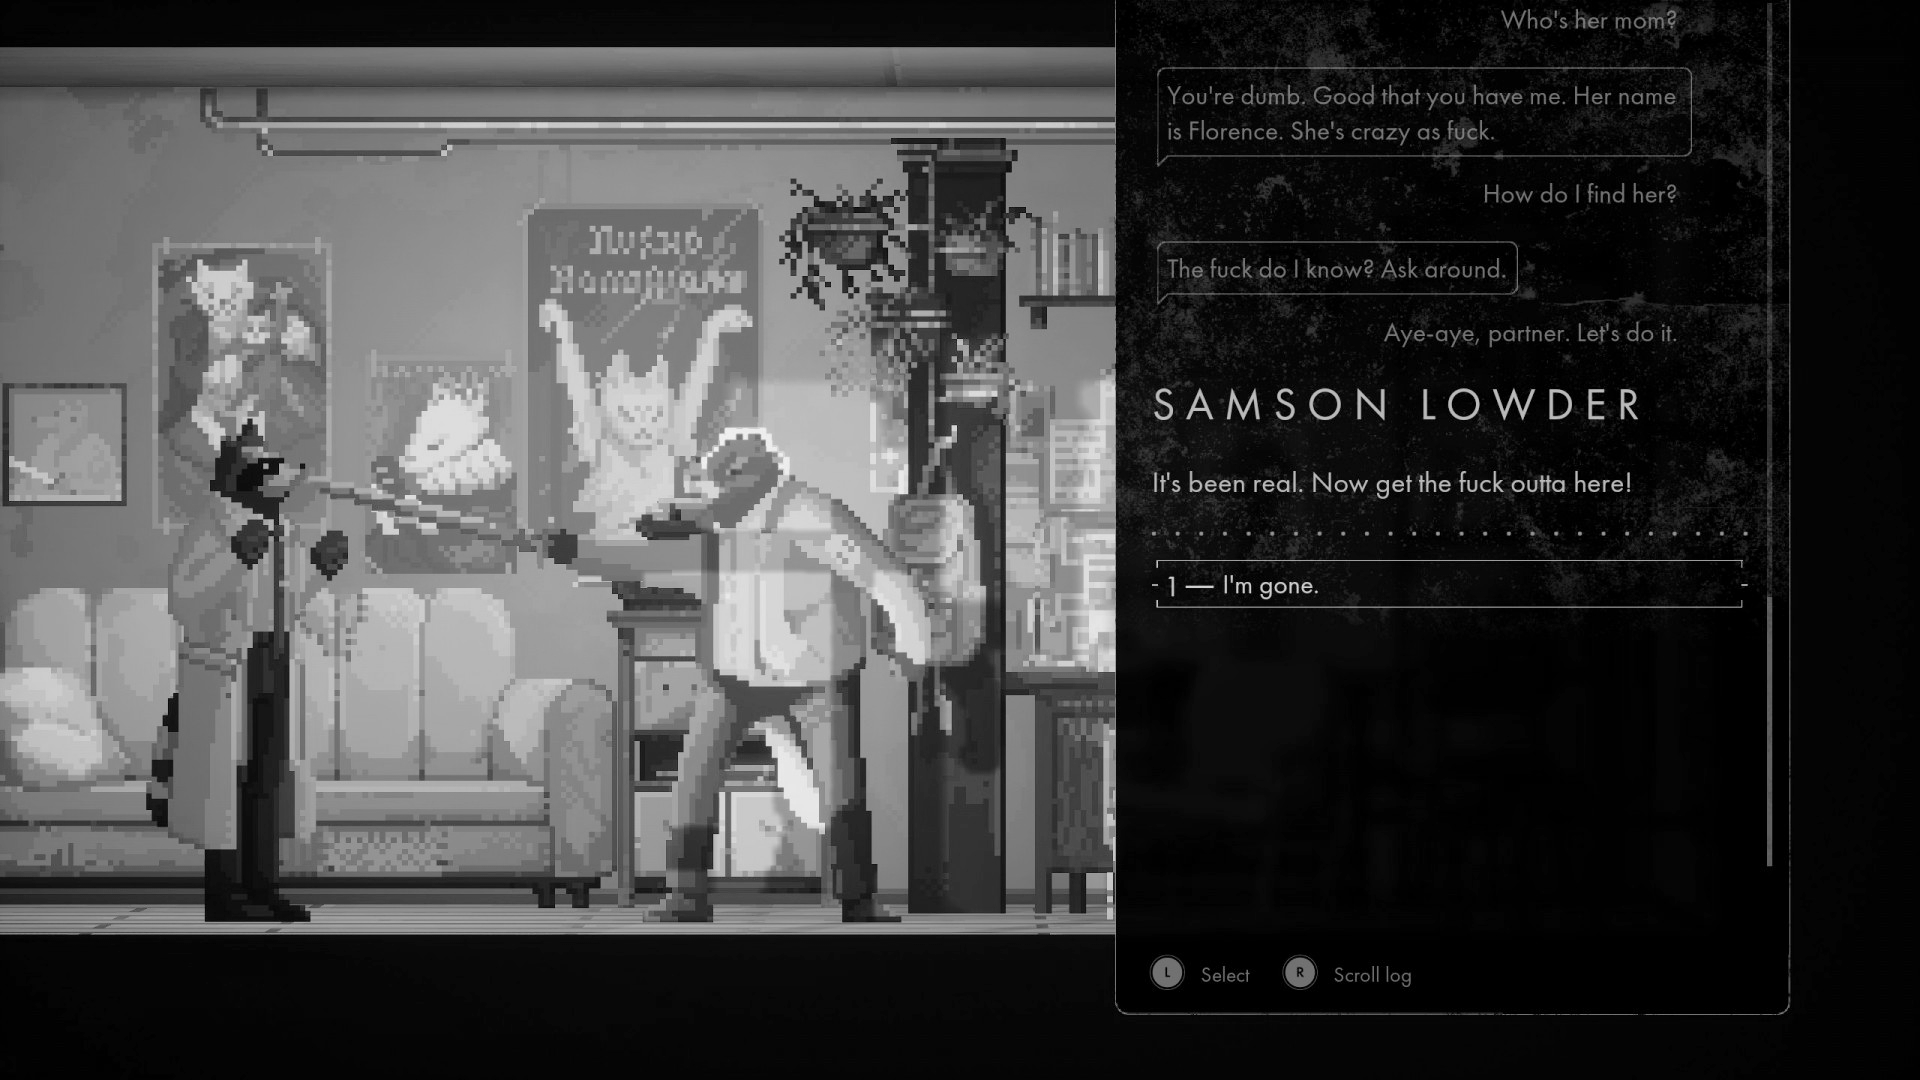 Who's her mom?
You're dumb. Good that you have me. Her name
is Florence. She's crazy as fuck.
How do I find her?
The fuck do I know? Ask around.
Aye-aye, partner. Let's do it.
SAMSON LOWDER
It's been real. Now get the fuck outta here!
1 — I'm gone.
L Select R Scroll log